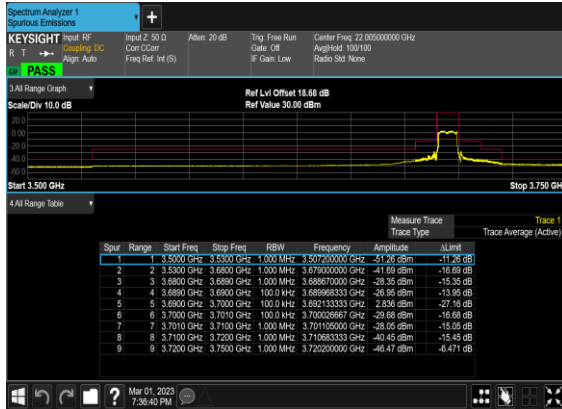 Spectrum Analyzer 1
Spurious Emissions
KEYSIGHT Input: RF Input Z: 50 Ω Atten: 20 dB Trig: Free Run Center Freq: 22.005000000 GHz
R T Coupling: DC Corr CCorr Gate: Off Avg|Hold: 100/100
Align: Auto Freq Ref: Int (S) IF Gain: Low Radio Std: None
PASS
3 All Range Graph
Ref Lvl Offset 18.68 dB
Scale/Div 10.0 dB Ref Value 30.00 dBm
20.0
0.00
-20.0
-40.0
-60.0
Start 3.500 GHz Stop 3.750 GH
4 All Range Table
Measure Trace Trace 1
Trace Type Trace Average (Active)
Spur Range Start Freq Stop Freq RBW Frequency Amplitude ΔLimit
1 1 3.5000 GHz 3.5300 GHz 1.000 MHz 3.507200000 GHz -51.26 dBm -11.26 dB
2 2 3.5300 GHz 3.6800 GHz 1.000 MHz 3.679000000 GHz -41.69 dBm -16.69 dB
3 3 3.6800 GHz 3.6890 GHz 1.000 MHz 3.688670000 GHz -28.35 dBm -15.35 dB
4 4 3.6890 GHz 3.6900 GHz 100.0 kHz 3.689968333 GHz -26.95 dBm -13.95 dB
5 5 3.6900 GHz 3.7000 GHz 100.0 kHz 3.692133333 GHz 2.836 dBm -27.16 dB
6 6 3.7000 GHz 3.7010 GHz 100.0 kHz 3.700026667 GHz -29.68 dBm -16.68 dB
7 7 3.7010 GHz 3.7100 GHz 1.000 MHz 3.701105000 GHz -28.05 dBm -15.05 dB
8 8 3.7100 GHz 3.7200 GHz 1.000 MHz 3.710683333 GHz -40.45 dBm -15.45 dB
9 9 3.7200 GHz 3.7500 GHz 1.000 MHz 3.720200000 GHz -46.47 dBm -6.471 dB
Mar 01, 2023
7:36:40 PM